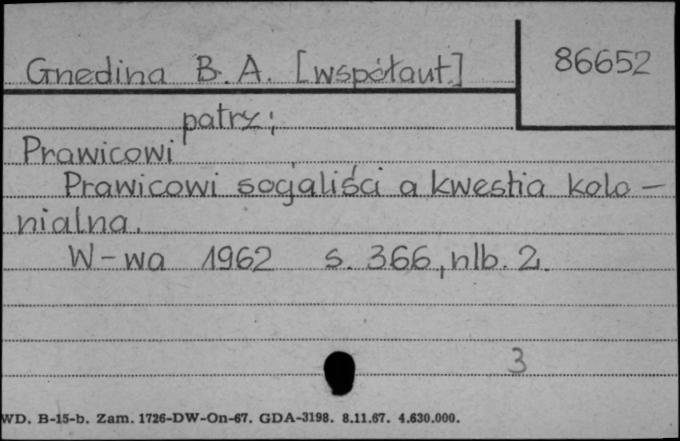 Gnedina B. A. [współaut.]
86652
patrz;
Prawicowi
Prawicowi socjaliści a kwestia kolo-
nialna.
W-wa 1962 s. 366, nlb. 2.
3
WD. B-15-b. Zam. 1726-DW-On-67. GDA-3198. 8.11.67. 4.630.000.